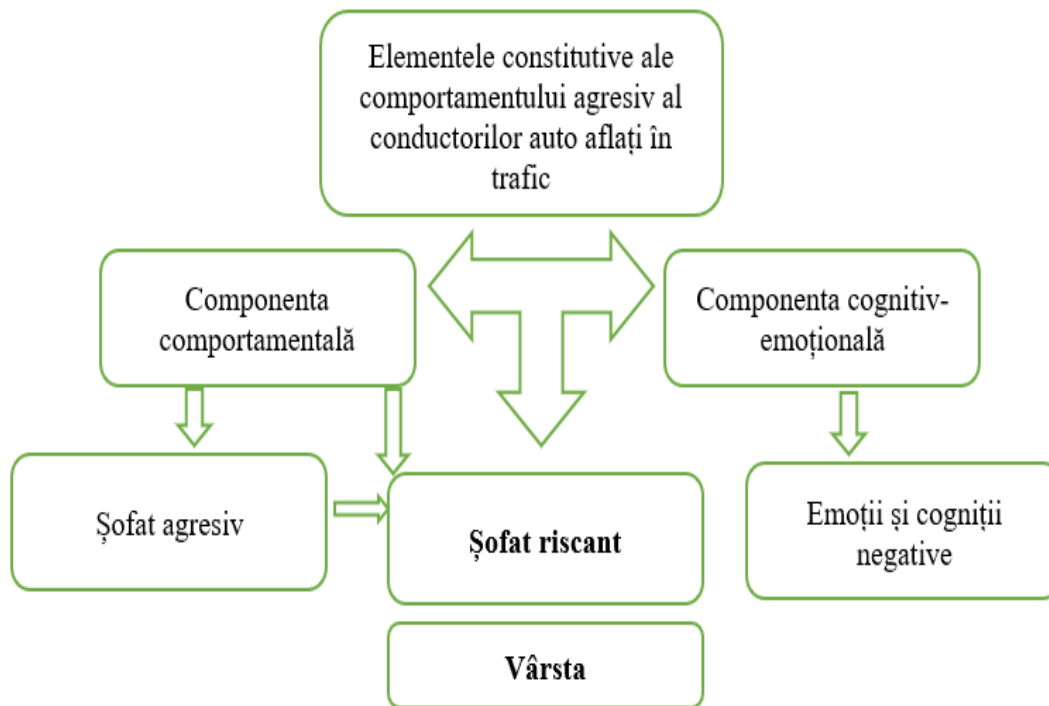 Elementele constitutive ale
comportamentului agresiv al
conductorilor auto aflați în
trafic
Componenta
comportamentală
Componenta cognitiv-
emoțională
Șofat agresiv
Șofat riscant
Emoții și cogniții
negative
Vârsta